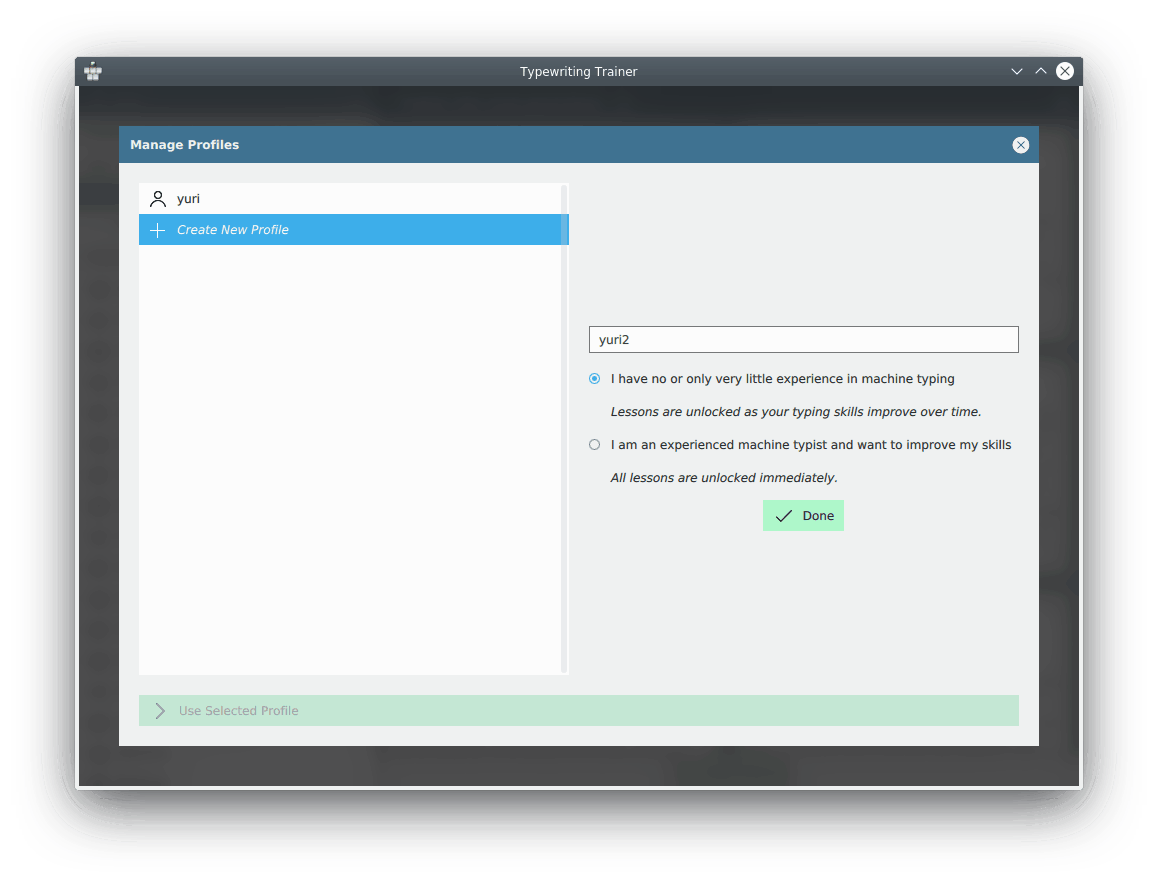 Typewriting Trainer
Manage Profiles
yuri
Create New Profile
yuri2
I have no or only very little experience in machine typing
Lessons are unlocked as your typing skills improve over time.
I am an experienced machine typist and want to improve my skills
All lessons are unlocked immediately.
Done
Use Selected Profile